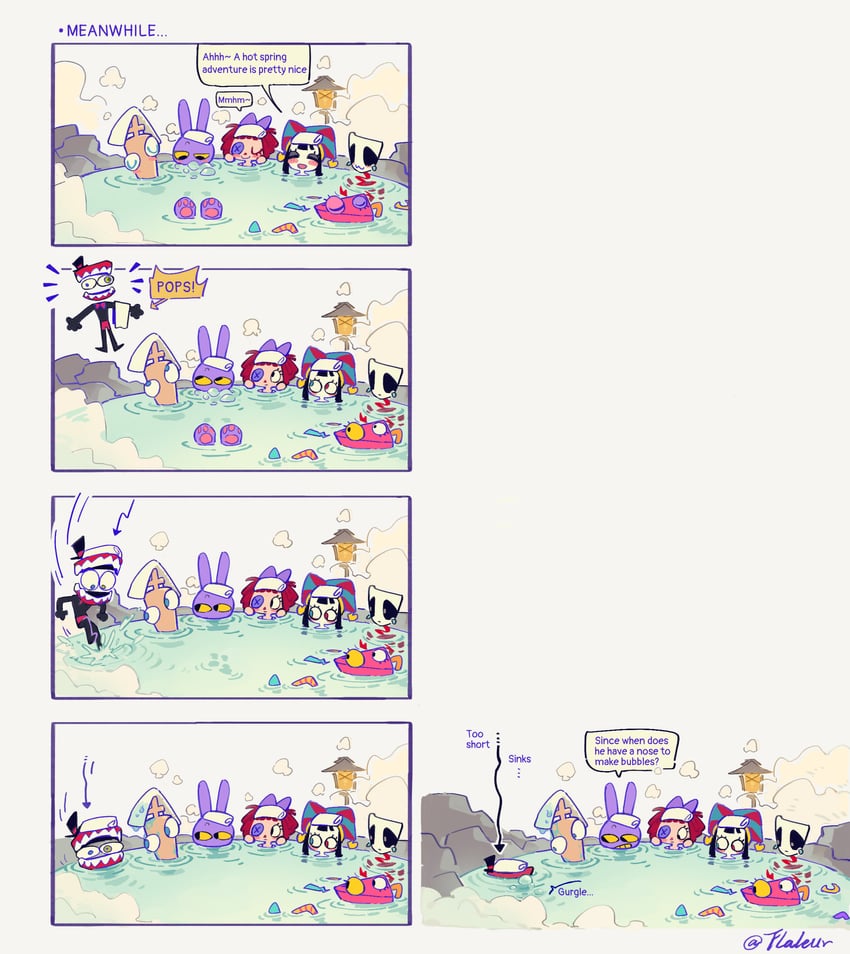 • MEANWHILE...
Ahhh~ A hot spring
adventure is pretty nice
Mmhm~
POPS!
Too
short
Sinks
Since when does
he have a nose to
make bubbles?
Gurgle...
@Flaleur